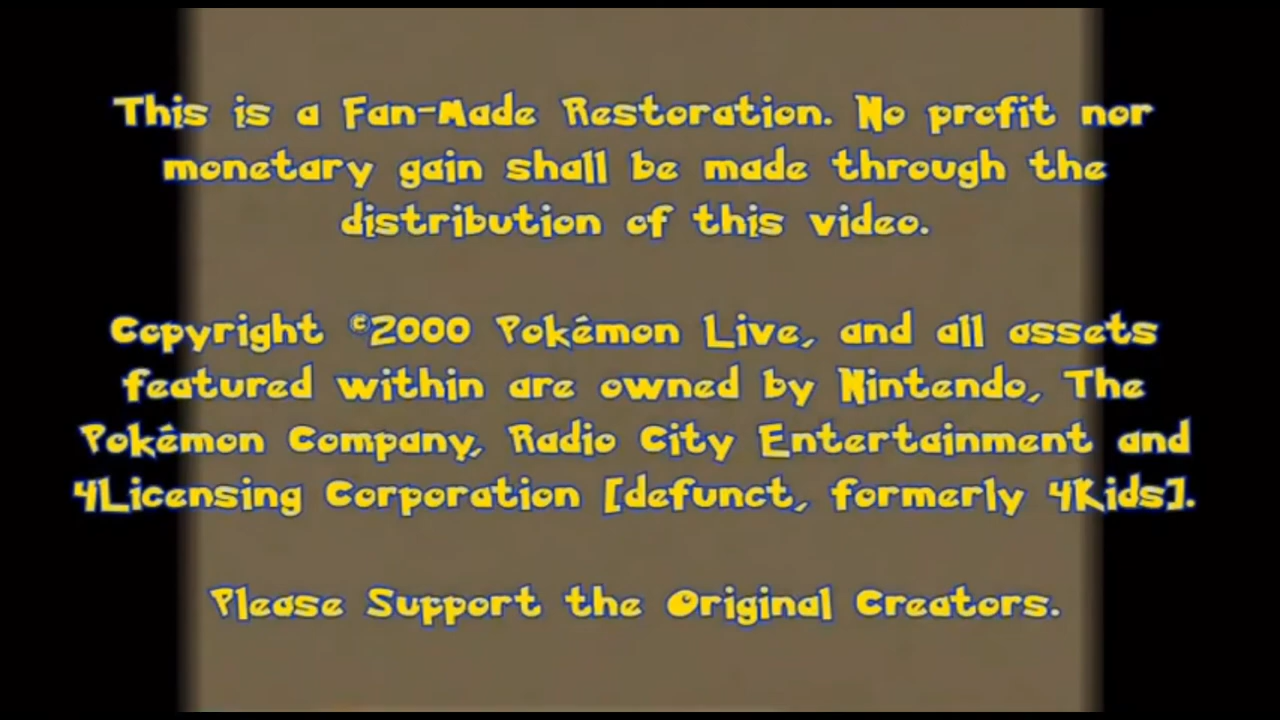 This is a Fan-Made Restoration. No profit nor
monetary gain shall be made through the
distribution of this video.
Copyright ©2000 Pokémon Live, and all assets
featured within are owned by Nintendo, The
Pokémon Company, Radio City Entertainment and
4Licensing Corporation [defunct, formerly 4Kids].
Please Support the Original Creators.